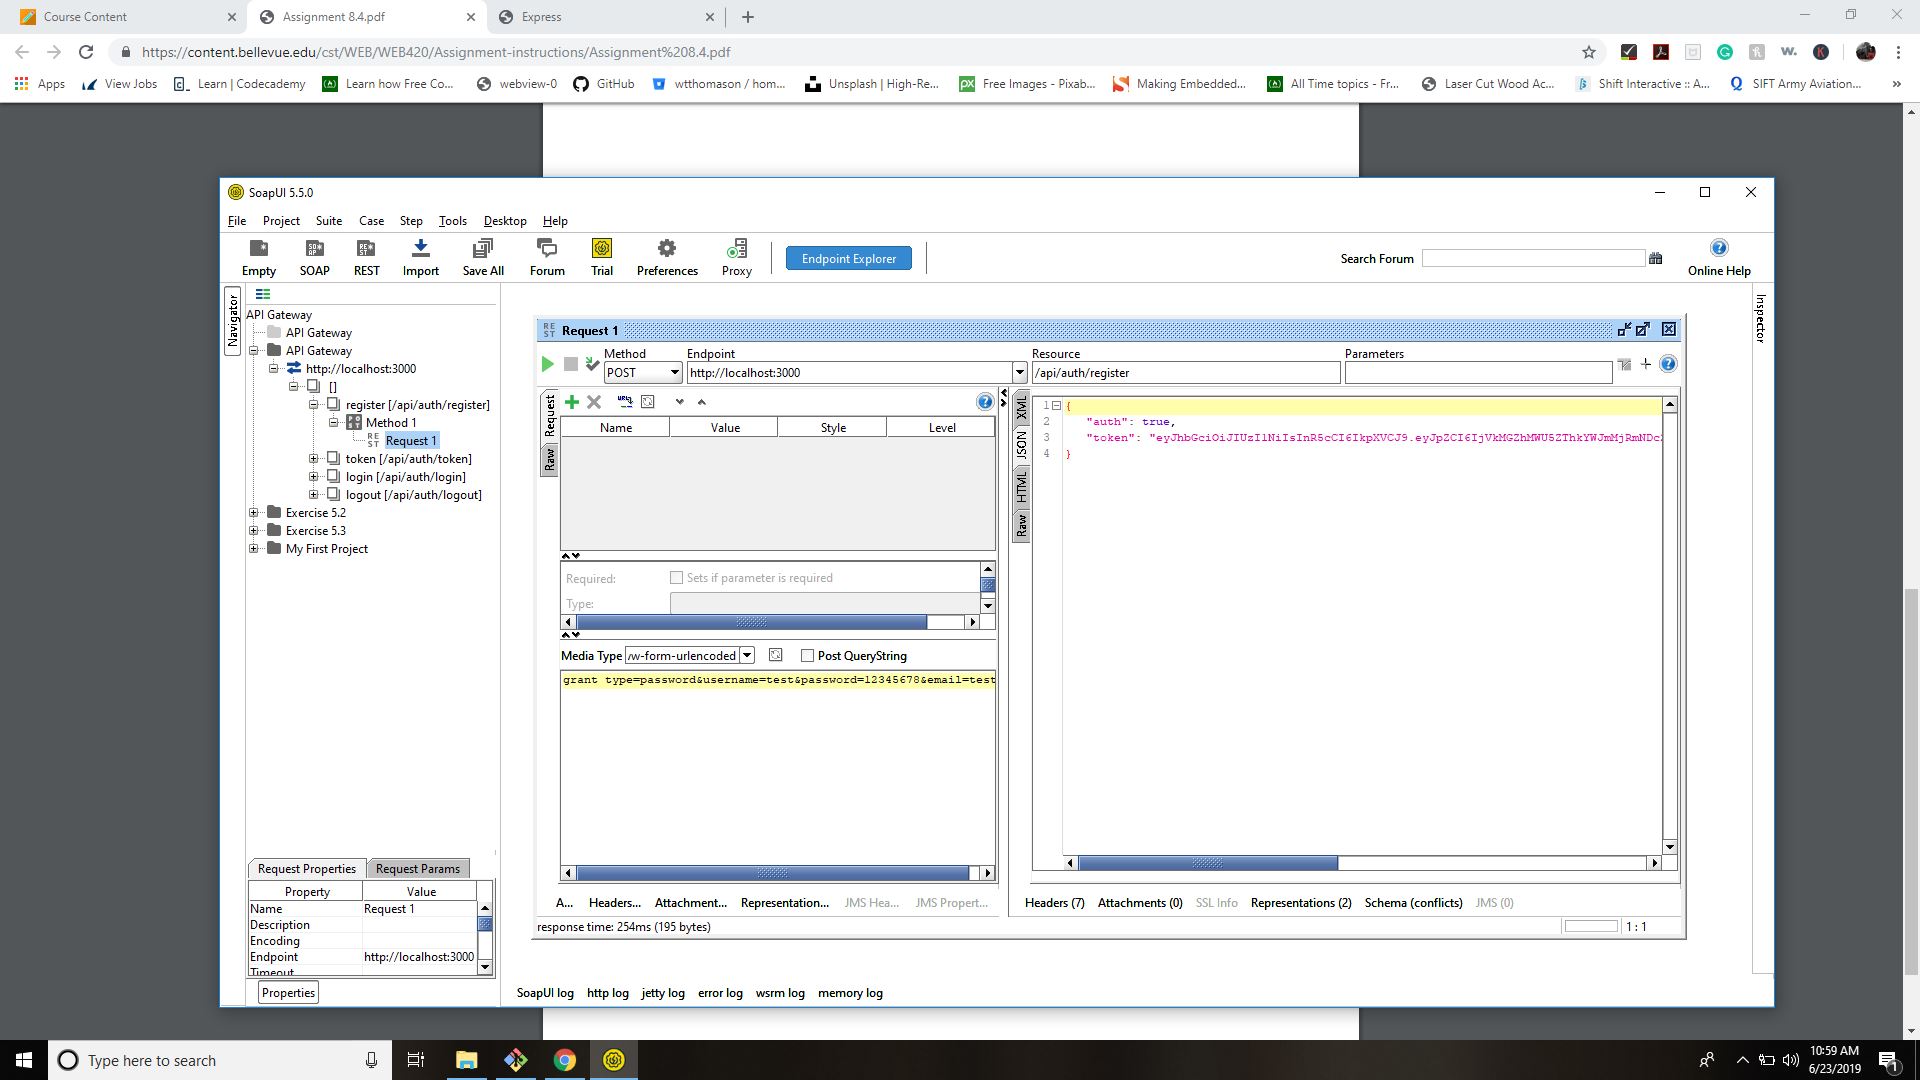 Course Content
Assignment 8.4.pdf
Express
https://content.bellevue.edu/cst/WEB/WEB420/Assignment-instructions/Assignment%208.4.pdf
Apps
View Jobs
Learn | Codecademy
Learn how Free Co...
webview-0
GitHub
wtthomason / hom...
Unsplash | High-Re...
Free Images - Pixab...
Making Embedded...
All Time topics - Fr...
Laser Cut Wood Ac...
Shift Interactive :: A...
SIFT Army Aviation...
»
SoapUI 5.5.0
File Project Suite Case Step Tools Desktop Help
Empty SOAP REST Import Save All Forum Trial Preferences Proxy
Endpoint Explorer
Search Forum
Online Help
Navigator
API Gateway
API Gateway
API Gateway
http://localhost:3000
[]
register [/api/auth/register]
Method 1
Request 1
token [/api/auth/token]
login [/api/auth/login]
logout [/api/auth/logout]
Exercise 5.2
Exercise 5.3
My First Project
Request Properties Request Params
Property Value
Name Request 1
Description
Encoding
Endpoint http://localhost:3000
Timeout
Properties
Request 1
Method Endpoint Resource Parameters
POST http://localhost:3000 /api/auth/register
Request
Raw
Name Value Style Level
Required: Sets if parameter is required
Type:
Media Type /w-form-urlencoded Post QueryString
grant type=password&username=test&password=12345678&email=test
A... Headers... Attachment... Representation... JMS Hea... JMS Propert...
XML
JSON
HTML
Raw
1 {
2 "auth": true,
3 "token":
4 }
Headers (7) Attachments (0) SSL Info Representations (2) Schema (conflicts) JMS (0)
response time: 254ms (195 bytes)
1 : 1
Inspector
SoapUI log http log jetty log error log wsrm log memory log
Type here to search
10:59 AM
6/23/2019
1